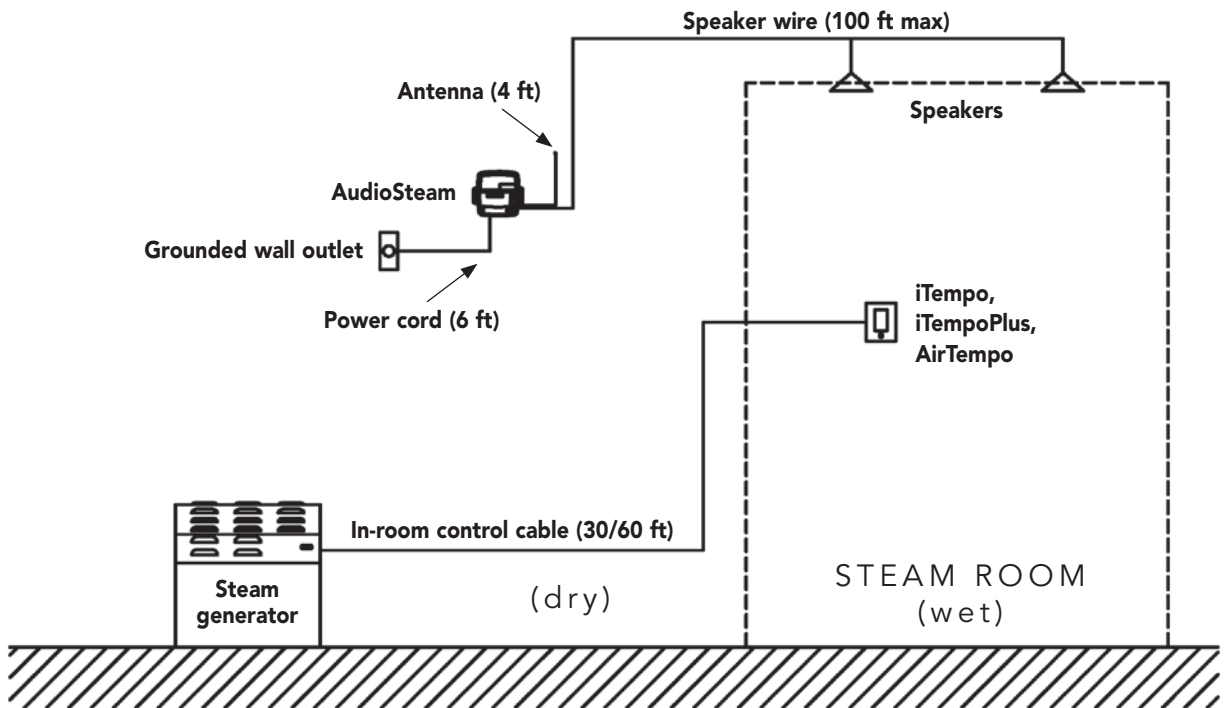 Speaker wire (100 ft max)
Antenna (4 ft)
Speakers
AudioSteam
Grounded wall outlet
Power cord (6 ft)
iTempo,
iTempoPlus,
AirTempo
In-room control cable (30/60 ft)
Steam
generator
(dry)
STEAM ROOM
(wet)